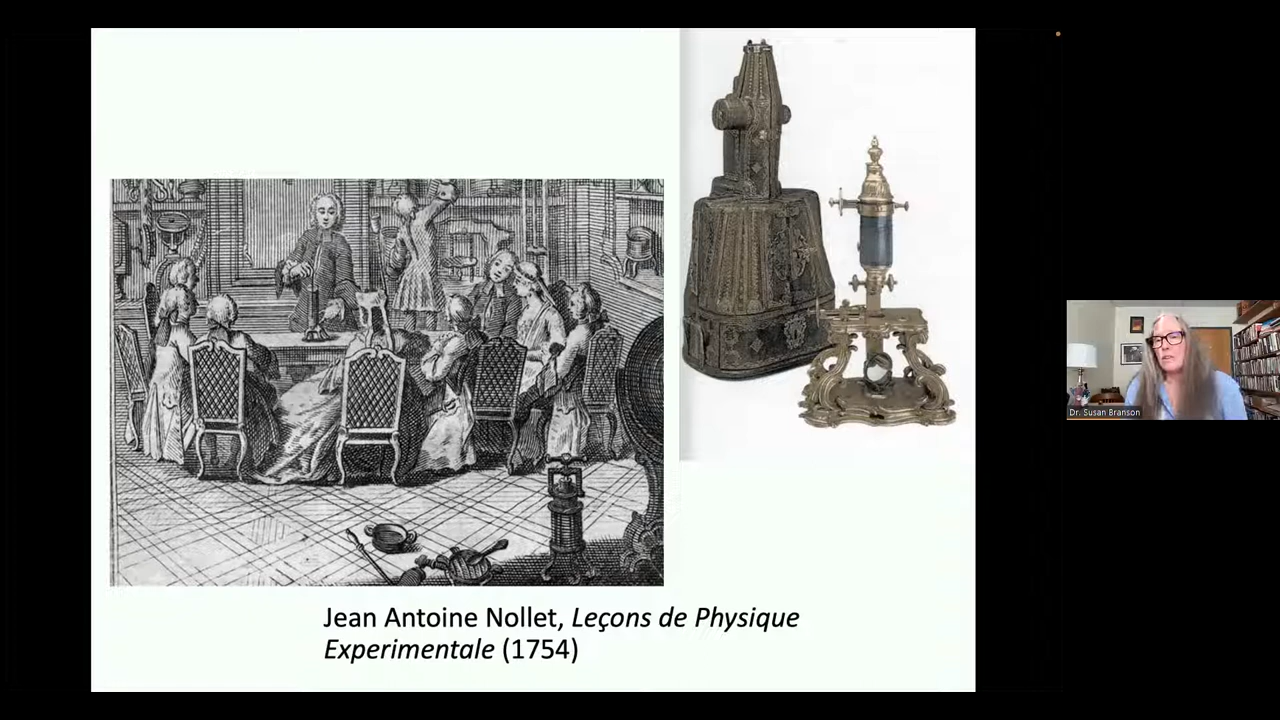 Jean Antoine Nollet, Leçons de Physique
Experimentale (1754)
Dr. Susan Branson